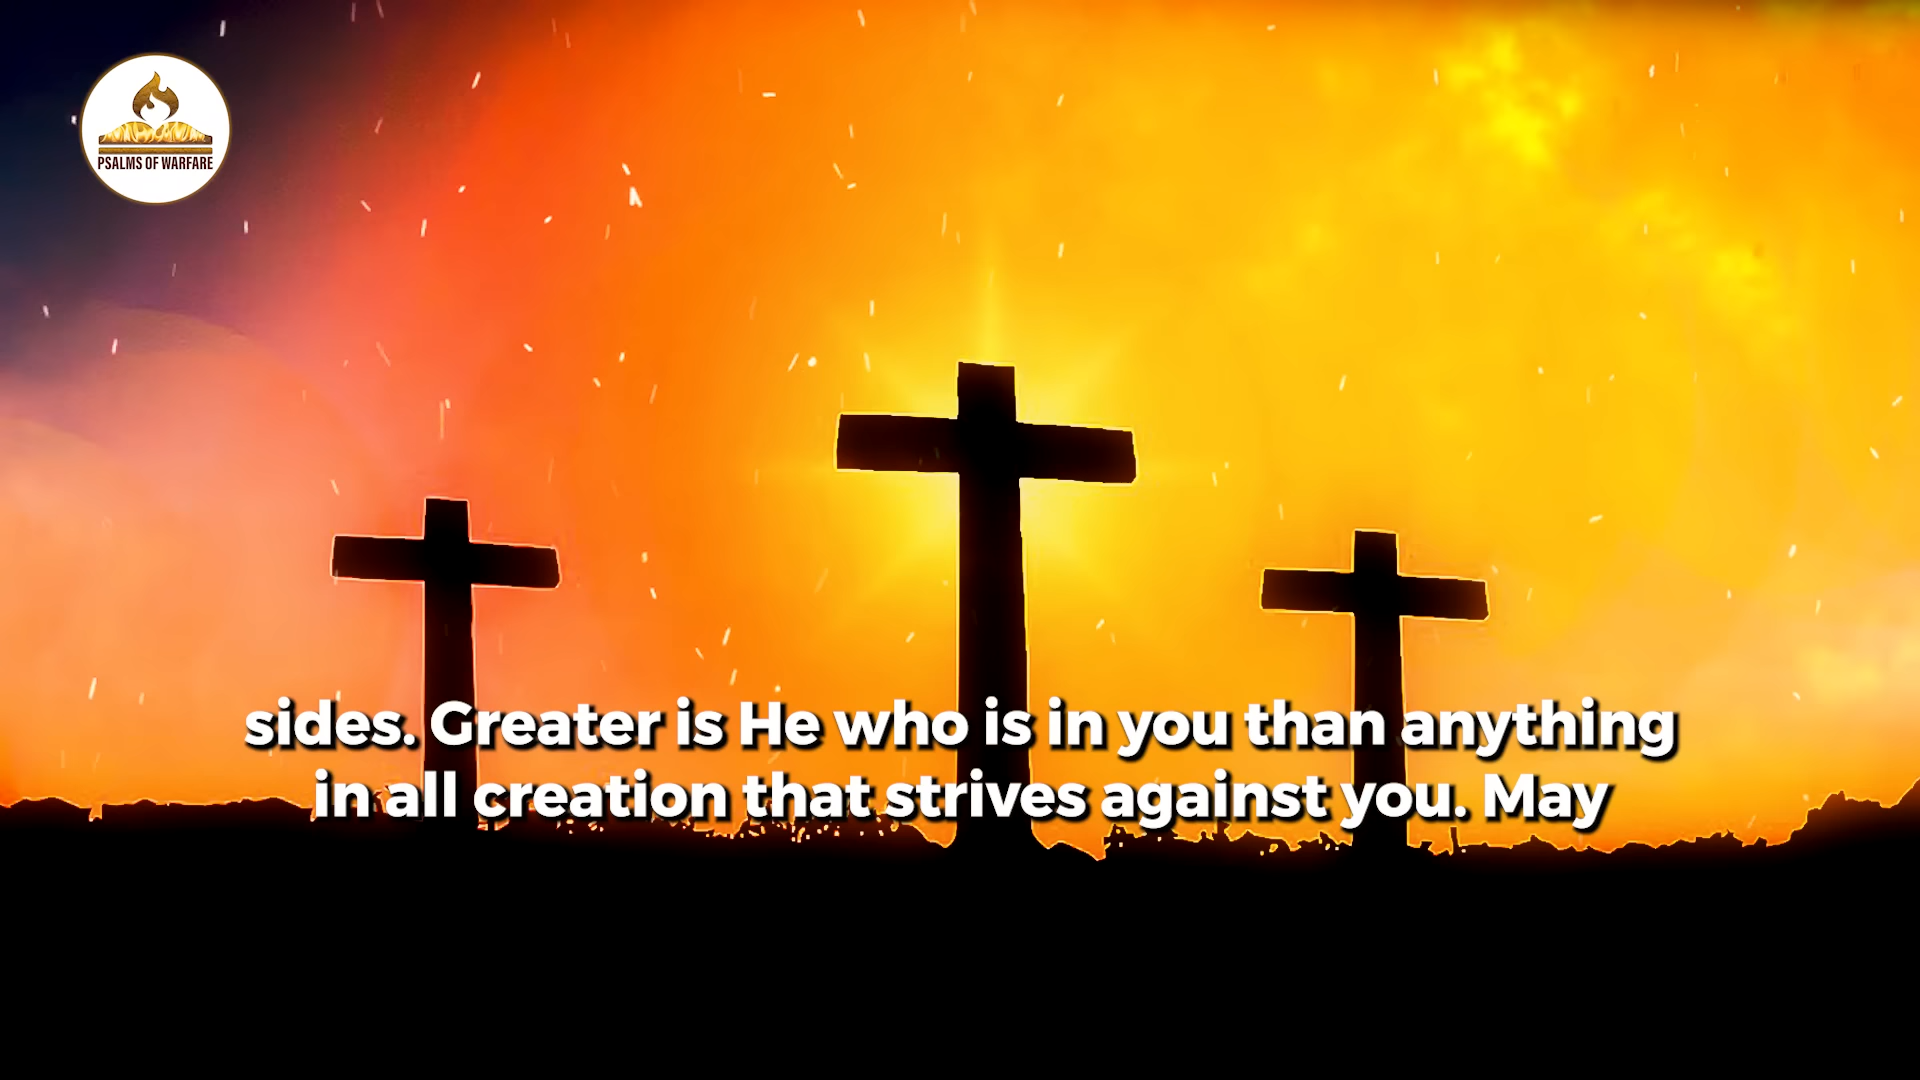 PSALMS OF WARFARE
sides. Greater is He who is in you than anything
in all creation that strives against you. May